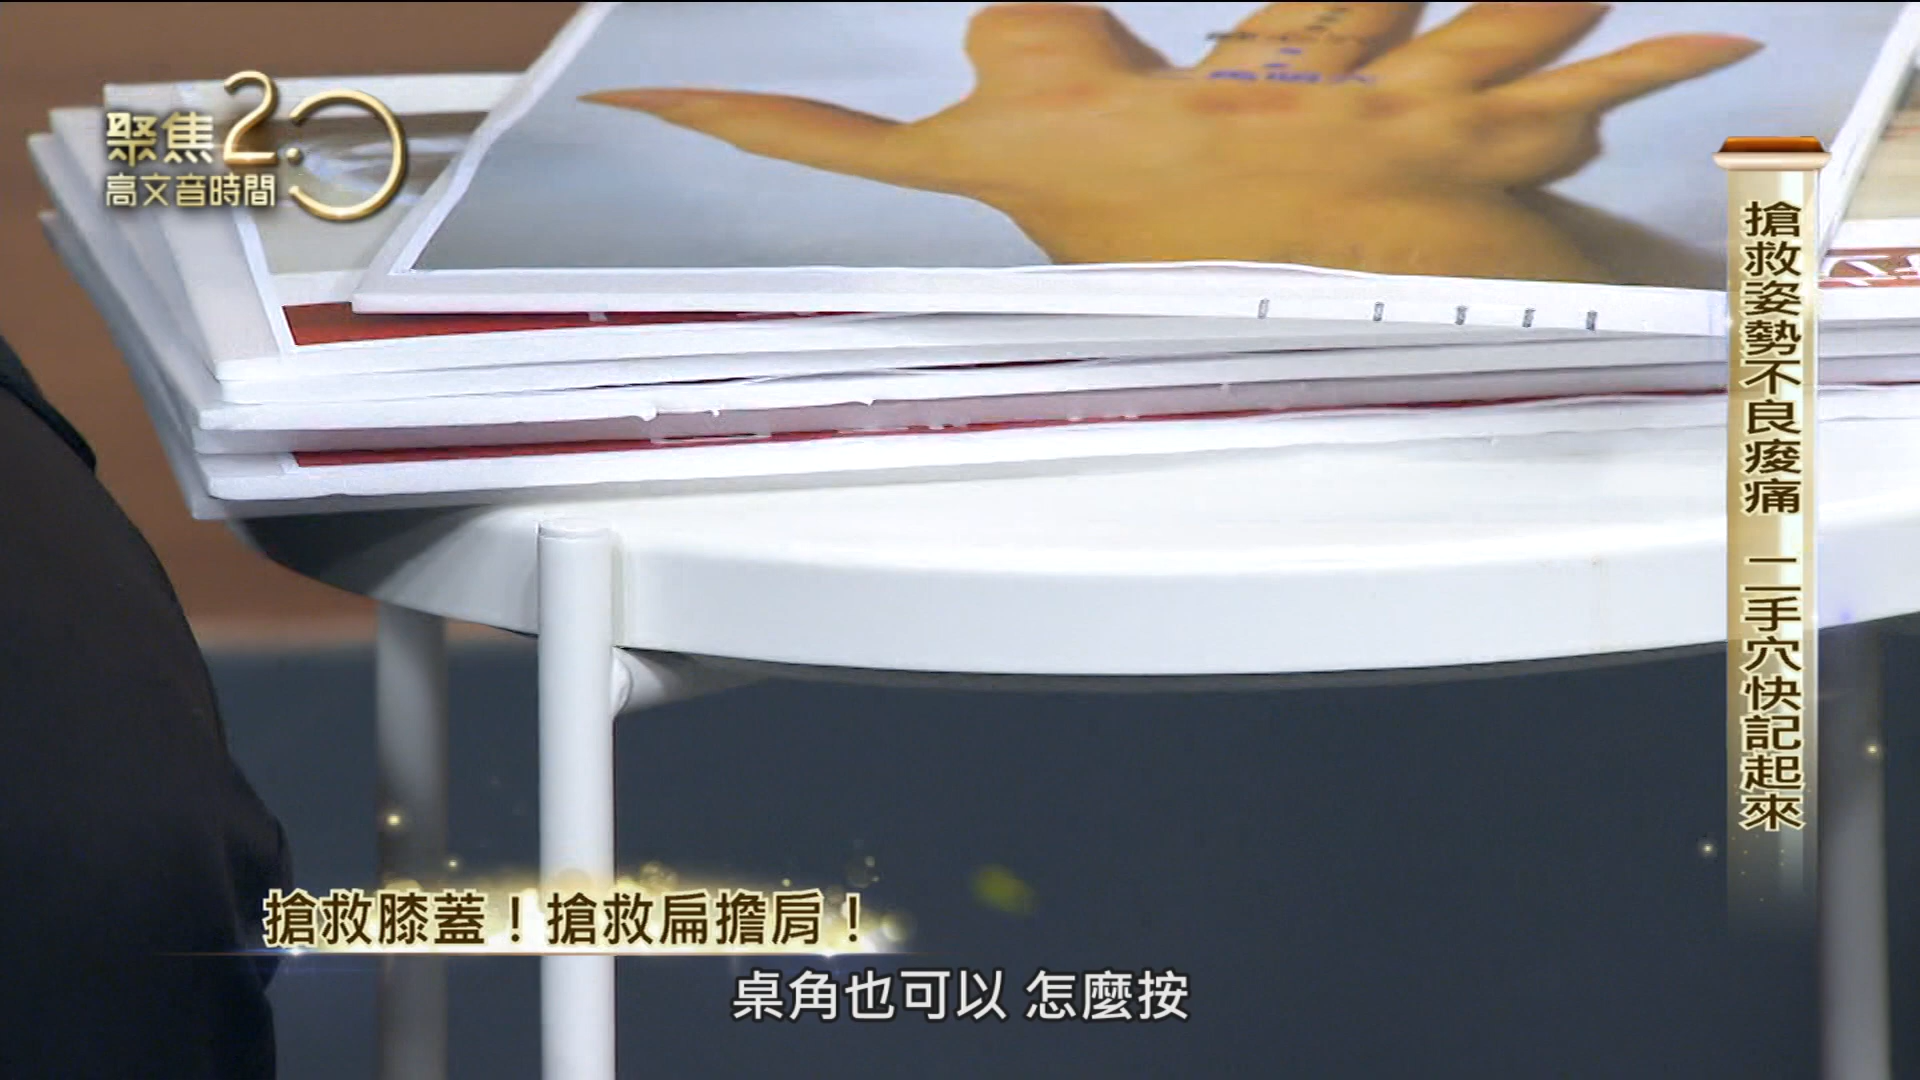 聚焦2.0
高文音時間
搶救姿勢不良痠痛 一二手穴快記起來
搶救膝蓋！搶救扁擔肩！
桌角也可以 怎麼按